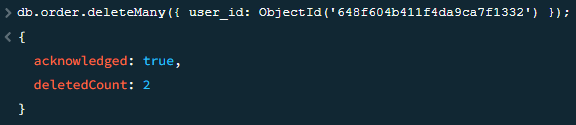 > db.order.deleteMany({ user_id: ObjectId('648f604b411f4da9ca7f1332') });
< {
acknowledged: true,
deletedCount: 2
}